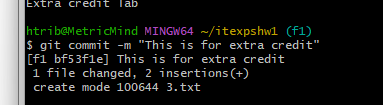 Extra credit Tab
htrib@MetricMind MINGW64 ~/itexpshw1 (f1)
$ git commit -m "This is for extra credit"
[f1 bf53f1e] This is for extra credit
 1 file changed, 2 insertions(+)
 create mode 100644 3.txt